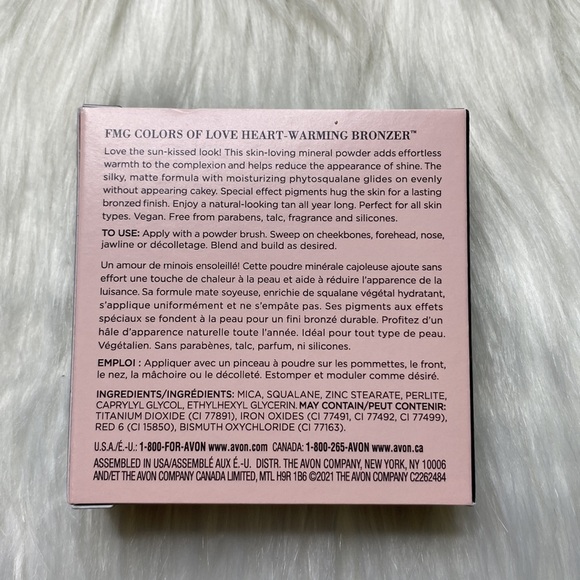 FMG COLORS OF LOVE HEART-WARMING BRONZER™
Love the sun-kissed look! This skin-loving mineral powder adds effortless
warmth to the complexion and helps reduce the appearance of shine. The
silky, matte formula with moisturizing phytosqualane glides on evenly
without appearing cakey. Special effect pigments hug the skin for a lasting
bronzed finish. Enjoy a natural-looking tan all year long. Perfect for all skin
types. Vegan. Free from parabens, talc, fragrance and silicones.
TO USE: Apply with a powder brush. Sweep on cheekbones, forehead, nose,
jawline or décolletage. Blend and build as desired.
Un amour de minois ensoleillé! Cette poudre minérale cajoleuse ajoute sans
effort une touche de chaleur à la peau et aide à réduire l'apparence de la
luisance. Sa formule mate soyeuse, enrichie de squalane végétal hydratant,
s'applique uniformément et ne s'empâte pas. Ses pigments aux effets
spéciaux se fondent à la peau pour un fini bronzé durable. Profitez d'un
hâle d'apparence naturelle toute l'année. Idéal pour tout type de peau.
Végétalien. Sans parabènes, talc, parfum, ni silicones.
EMPLOI : Appliquer avec un pinceau à poudre sur les pommettes, le front,
le nez, la mâchoire ou le décolleté. Estomper et moduler comme désiré.
INGREDIENTS/INGRÉDIENTS: MICA, SQUALANE, ZINC STEARATE, PERLITE,
CAPRYLYL GLYCOL, ETHYLHEXYL GLYCERIN. MAY CONTAIN/PEUT CONTENIR:
TITANIUM DIOXIDE (CI 77891), IRON OXIDES (CI 77491, CI 77492, CI 77499),
RED 6 (CI 15850), BISMUTH OXYCHLORIDE (CI 77163).
U.S.A./É.-U.: 1-800-FOR-AVON www.avon.com CANADA: 1-800-265-AVON www.avon.ca
ASSEMBLED IN USA/ASSEMBLÉ AUX É.-U. DISTR. THE AVON COMPANY, NEW YORK, NY 10006
AND/ET THE AVON COMPANY CANADA LIMITED, MTL H9R 1B6 ©2021 THE AVON COMPANY C2262484